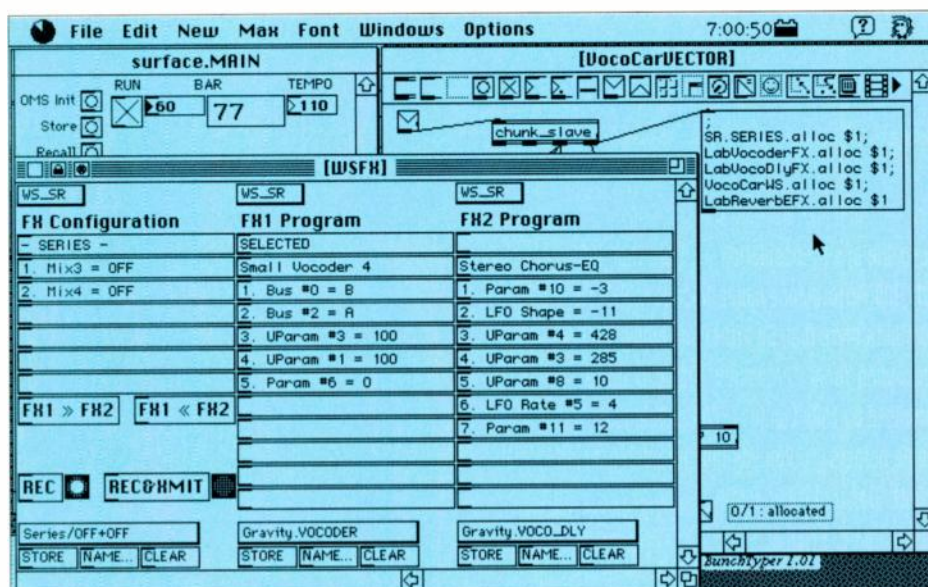 File Edit New Max Font Windows Options 7:00:50
surface.MAIN
RUN BAR TEMPO
OMS Init
60 77 110
Store
Recall
[VocoCarVECTOR]
chunk_slave
;
SR.SERIES.alloc $1;
LabVocoderFX.alloc $1;
LabVocoDlyFX.alloc $1;
VocoCarWS.alloc $1;
LabReverbEFX.alloc $1
[WSFX]
WS_SR WS_SR WS_SR
FX Configuration
- SERIES -
1. Mix3 = OFF
2. Mix4 = OFF
FX1 » FX2 FX1 « FX2
REC REC&XMIT
Series/OFF+OFF
STORE NAME... CLEAR
FX1 Program
SELECTED
Small Vocoder 4
1. Bus #0 = B
2. Bus #2 = A
3. UParam #3 = 100
4. UParam #1 = 100
5. Param #6 = 0
Gravity.VOCODER
STORE NAME... CLEAR
FX2 Program
Stereo Chorus-EQ
1. Param #10 = -3
2. LFO Shape = -11
3. UParam #4 = 428
4. UParam #3 = 285
5. UParam #8 = 10
6. LFO Rate #5 = 4
7. Param #11 = 12
Gravity.VOCO_DLY
STORE NAME... CLEAR
10
0/1 : allocated
BunchTyper 1.01